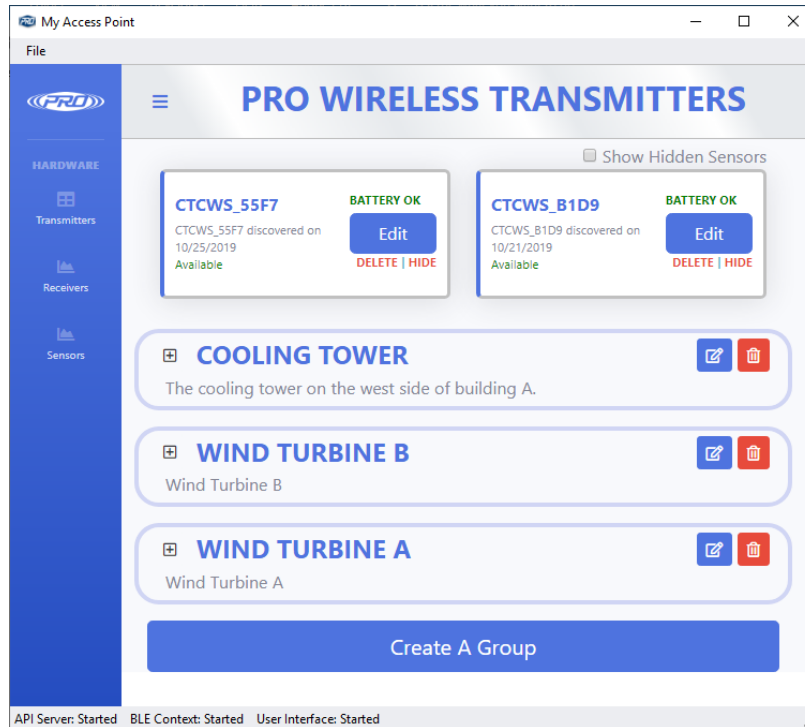 My Access Point
File
PRO
PRO WIRELESS TRANSMITTERS
HARDWARE
Transmitters
Receivers
Sensors
Show Hidden Sensors
CTCWS_55F7
BATTERY OK
CTCWS_55F7 discovered on
10/25/2019
Available
Edit
DELETE | HIDE
CTCWS_B1D9
BATTERY OK
CTCWS_B1D9 discovered on
10/21/2019
Available
Edit
DELETE | HIDE
COOLING TOWER
The cooling tower on the west side of building A.
WIND TURBINE B
Wind Turbine B
WIND TURBINE A
Wind Turbine A
Create A Group
API Server: Started BLE Context: Started User Interface: Started